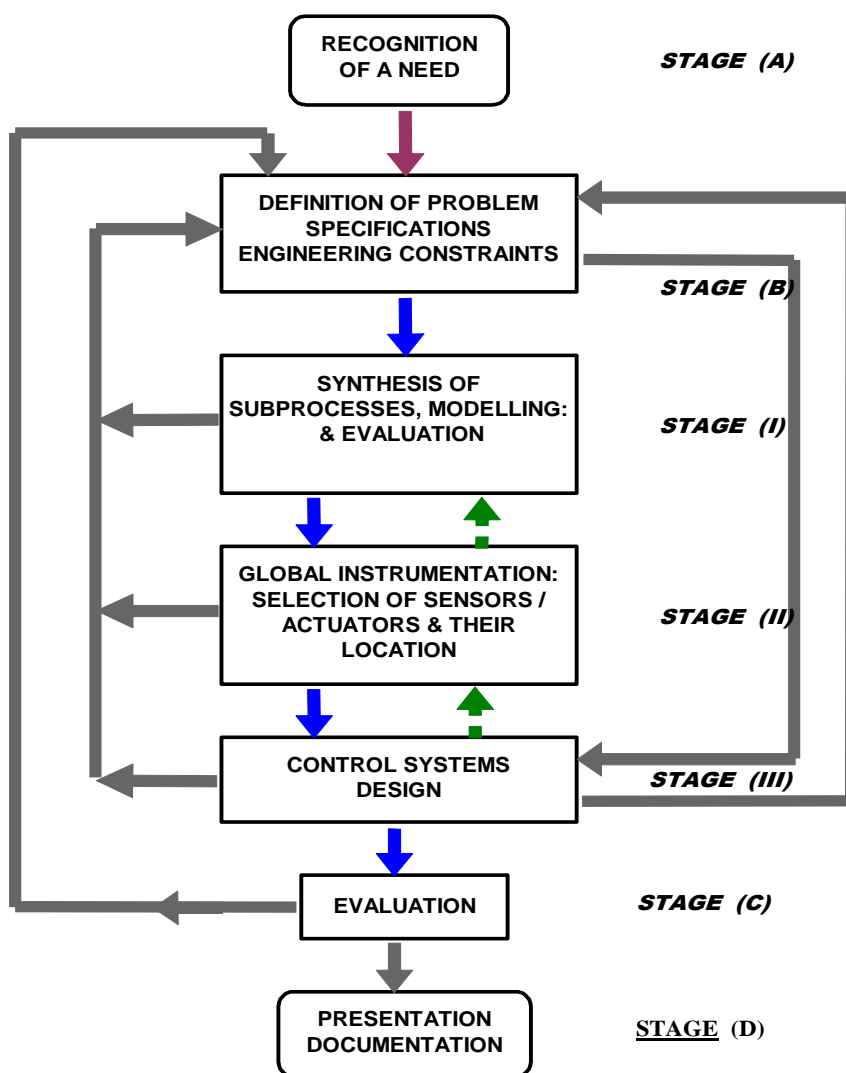 RECOGNITION
OF A NEED
STAGE (A)
DEFINITION OF PROBLEM
SPECIFICATIONS
ENGINEERING CONSTRAINTS
STAGE (B)
SYNTHESIS OF
SUBPROCESSES, MODELLING:
& EVALUATION
STAGE (I)
GLOBAL INSTRUMENTATION:
SELECTION OF SENSORS /
ACTUATORS & THEIR
LOCATION
STAGE (II)
CONTROL SYSTEMS
DESIGN
STAGE (III)
EVALUATION
STAGE (C)
PRESENTATION
DOCUMENTATION
STAGE (D)